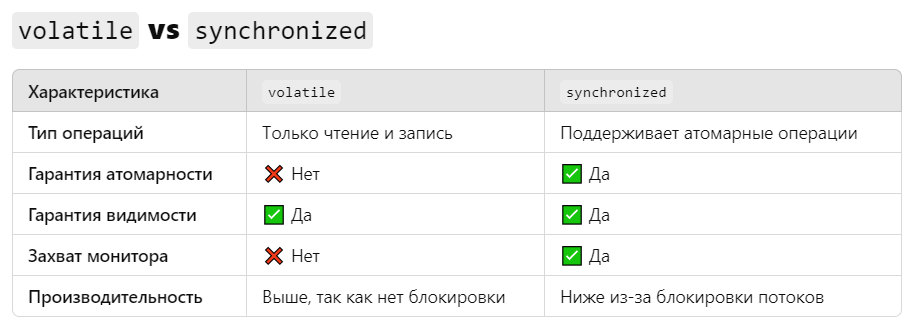 volatile vs synchronized
Характеристика volatile synchronized
Тип операций Только чтение и запись Поддерживает атомарные операции
Гарантия атомарности ❌ Нет ✅ Да
Гарантия видимости ✅ Да ✅ Да
Захват монитора ❌ Нет ✅ Да
Производительность Выше, так как нет блокировки Ниже из-за блокировки потоков